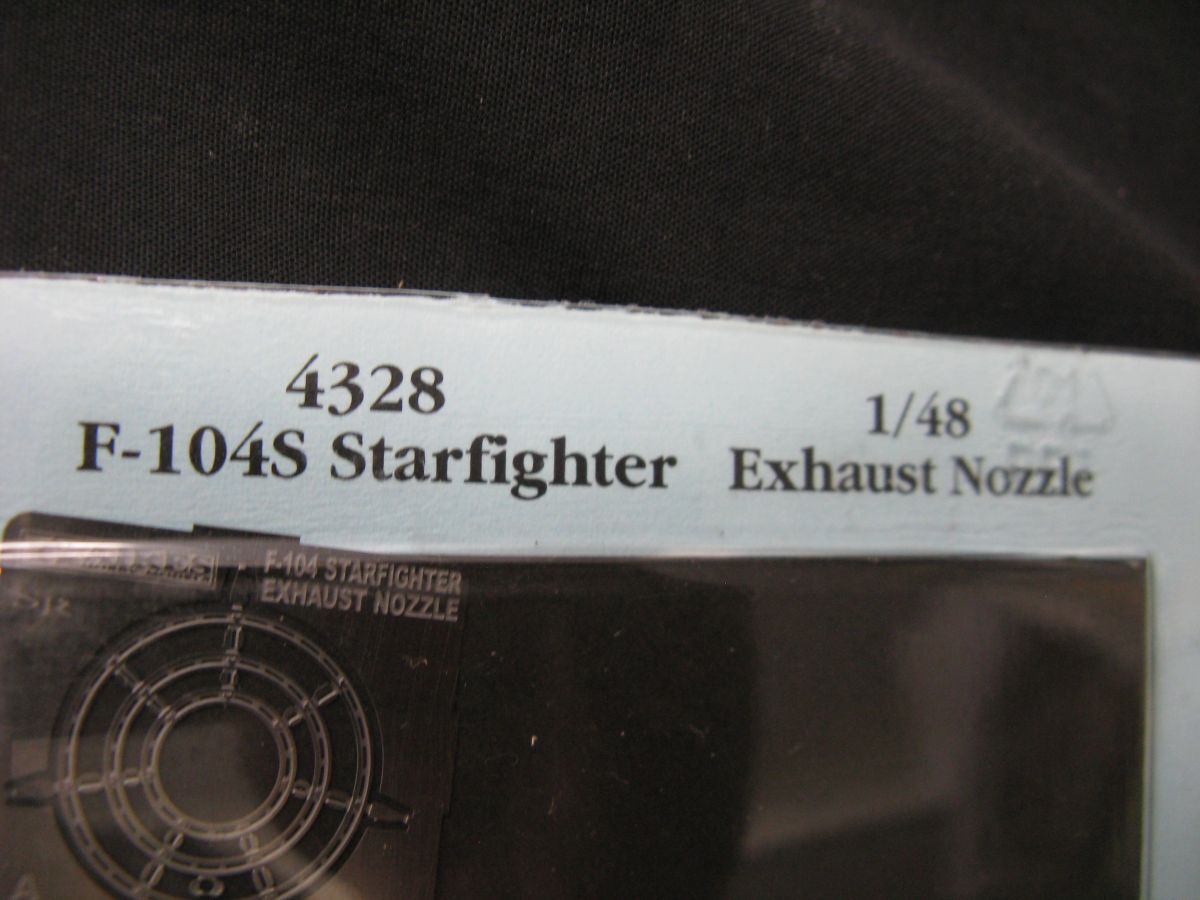 4328
1/48
F-104S Starfighter
Exhaust Nozzle
F-104 STARFIGHTER
EXHAUST NOZZLE
A